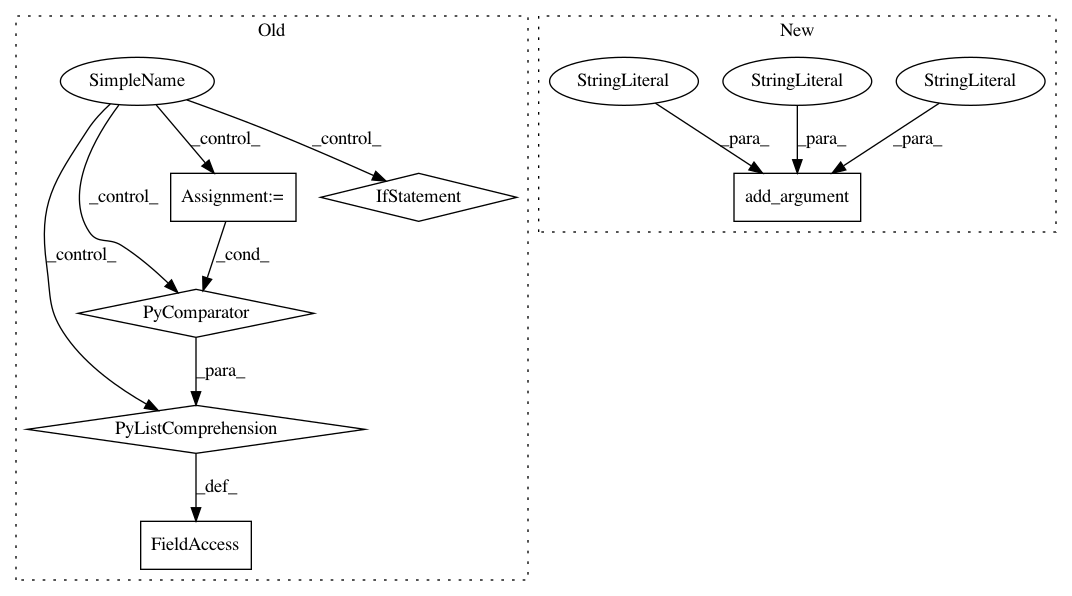 Old
New
SimpleName
StringLiteral
StringLiteral
StringLiteral
_control_
_control_
_para_
_para_
_para_
_control_
Assignment:=
IfStatement
add_argument
_control_
_cond_
PyComparator
_para_
PyListComprehension
_def_
FieldAccess